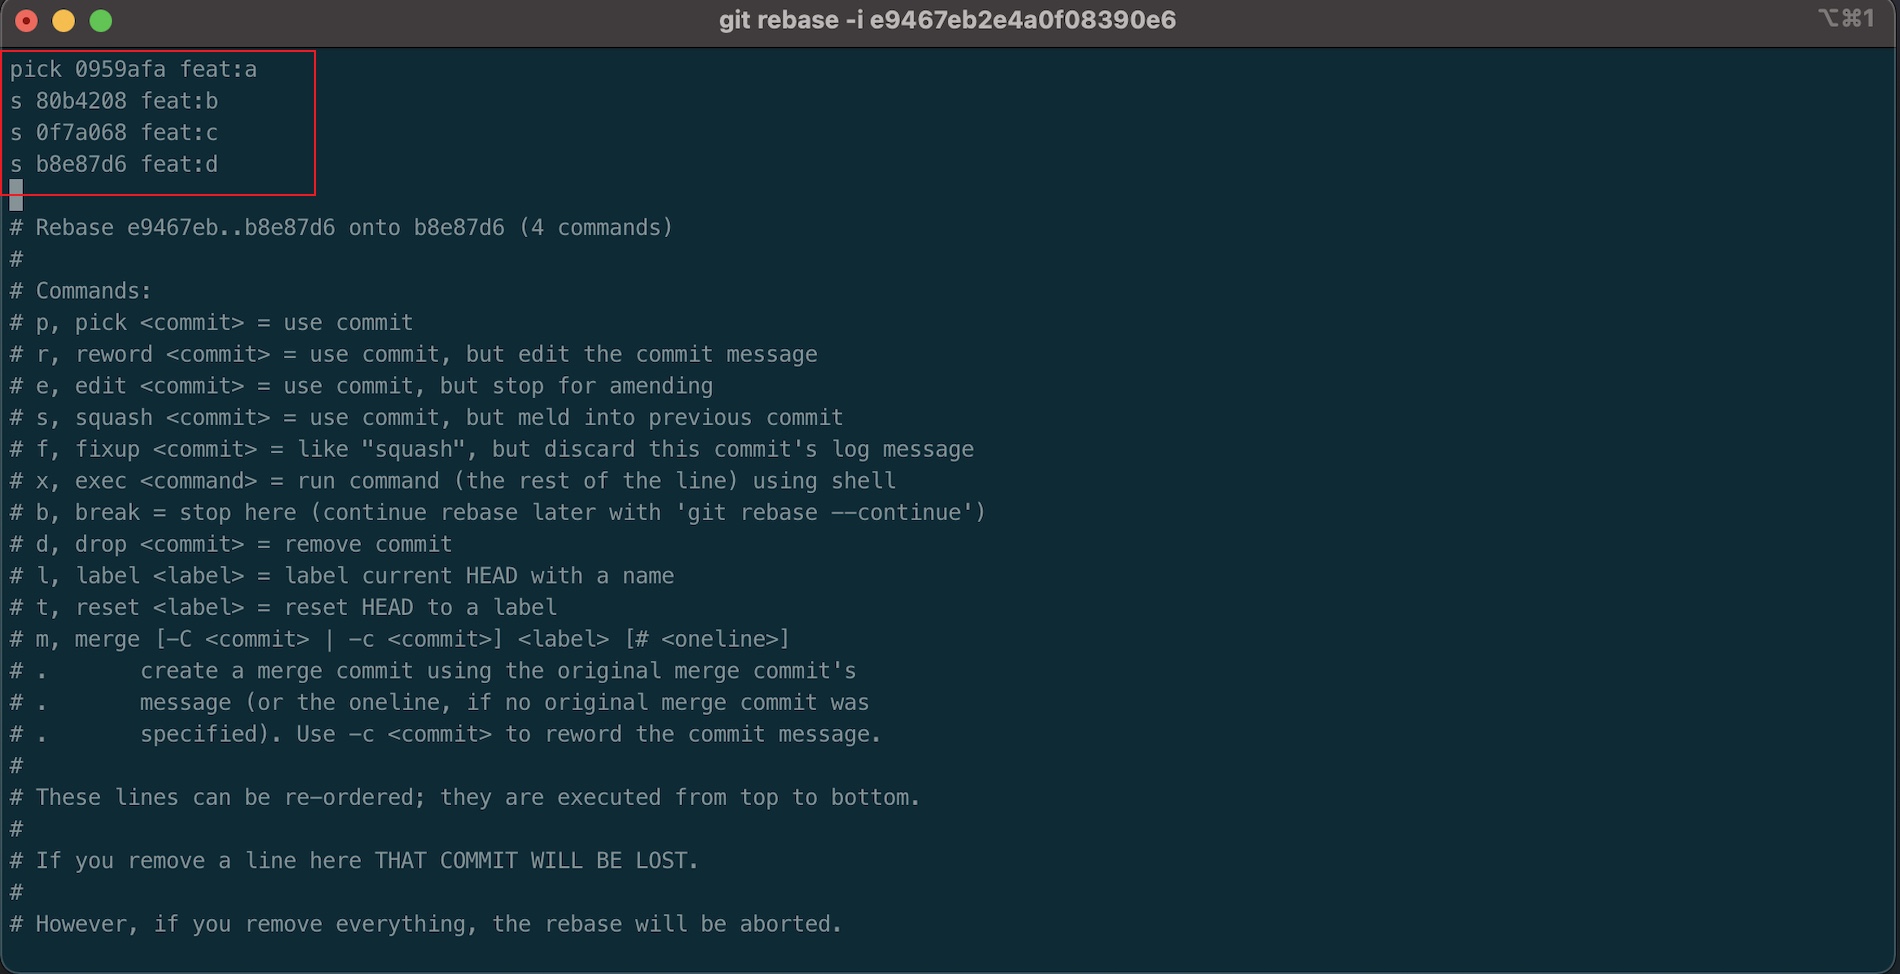 git rebase -i e9467eb2e4a0f08390e6
⌥⌘1
pick 0959afa feat:a
s 80b4208 feat:b
s 0f7a068 feat:c
s b8e87d6 feat:d
# Rebase e9467eb..b8e87d6 onto b8e87d6 (4 commands)
#
# Commands:
# p, pick <commit> = use commit
# r, reword <commit> = use commit, but edit the commit message
# e, edit <commit> = use commit, but stop for amending
# s, squash <commit> = use commit, but meld into previous commit
# f, fixup <commit> = like "squash", but discard this commit's log message
# x, exec <command> = run command (the rest of the line) using shell
# b, break = stop here (continue rebase later with 'git rebase --continue')
# d, drop <commit> = remove commit
# l, label <label> = label current HEAD with a name
# t, reset <label> = reset HEAD to a label
# m, merge [-C <commit> | -c <commit>] <label> [# <oneline>]
# .       create a merge commit using the original merge commit's
# .       message (or the oneline, if no original merge commit was
# .       specified). Use -c <commit> to reword the commit message.
#
# These lines can be re-ordered; they are executed from top to bottom.
#
# If you remove a line here THAT COMMIT WILL BE LOST.
#
# However, if you remove everything, the rebase will be aborted.